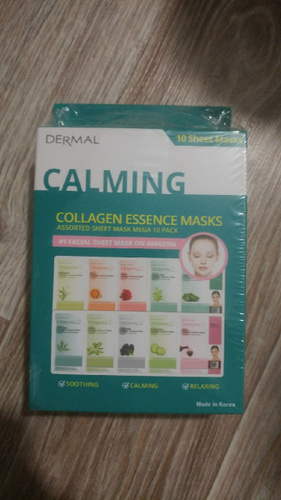 DERMAL
10 Sheet Masks
CALMING
COLLAGEN ESSENCE MASKS
ASSORTED SHEET MASK MEGA 10 PACK
#1 FACIAL SHEET MASK ON AMAZON
SOOTHING
CALMING
RELAXING
Made in Korea